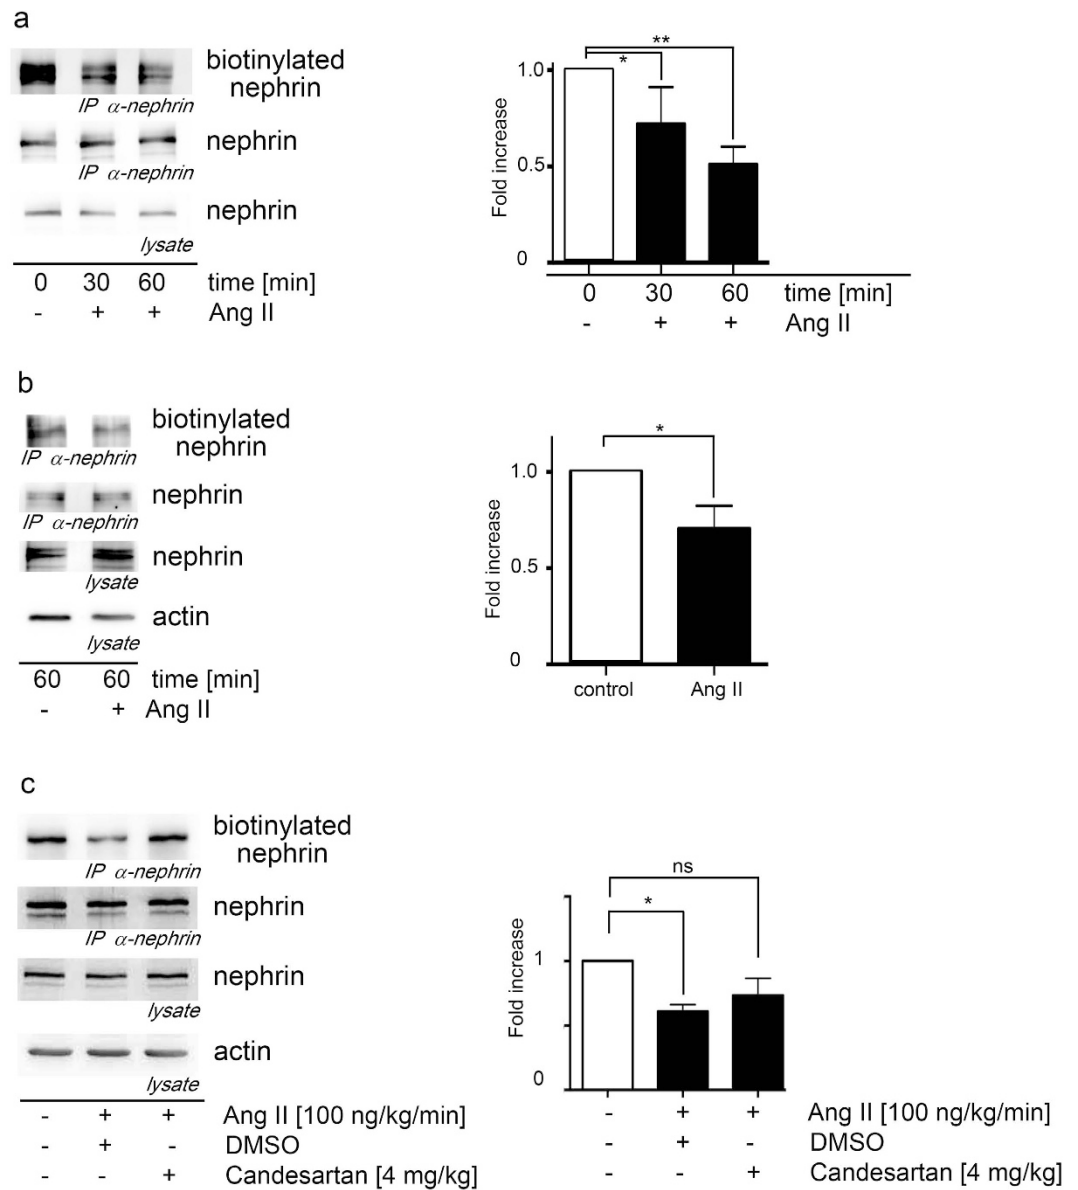 a
biotinylated
nephrin
IP α-nephrin
nephrin
IP α-nephrin
nephrin
lysate
0 30 60 time [min]
- + + Ang II
**
*
1.0
0.5
0
Fold increase
0 30 60 time [min]
- + + Ang II
b
biotinylated
nephrin
IP α-nephrin
nephrin
IP α-nephrin
nephrin
lysate
actin
lysate
60 60 time [min]
- + Ang II
*
1.0
0.5
0
Fold increase
control Ang II
c
biotinylated
nephrin
IP α-nephrin
nephrin
IP α-nephrin
nephrin
lysate
actin
lysate
- + + Ang II [100 ng/kg/min]
- + - DMSO
- - + Candesartan [4 mg/kg]
ns
*
1
0
Fold increase
- + + Ang II [100 ng/kg/min]
- + - DMSO
- - + Candesartan [4 mg/kg]